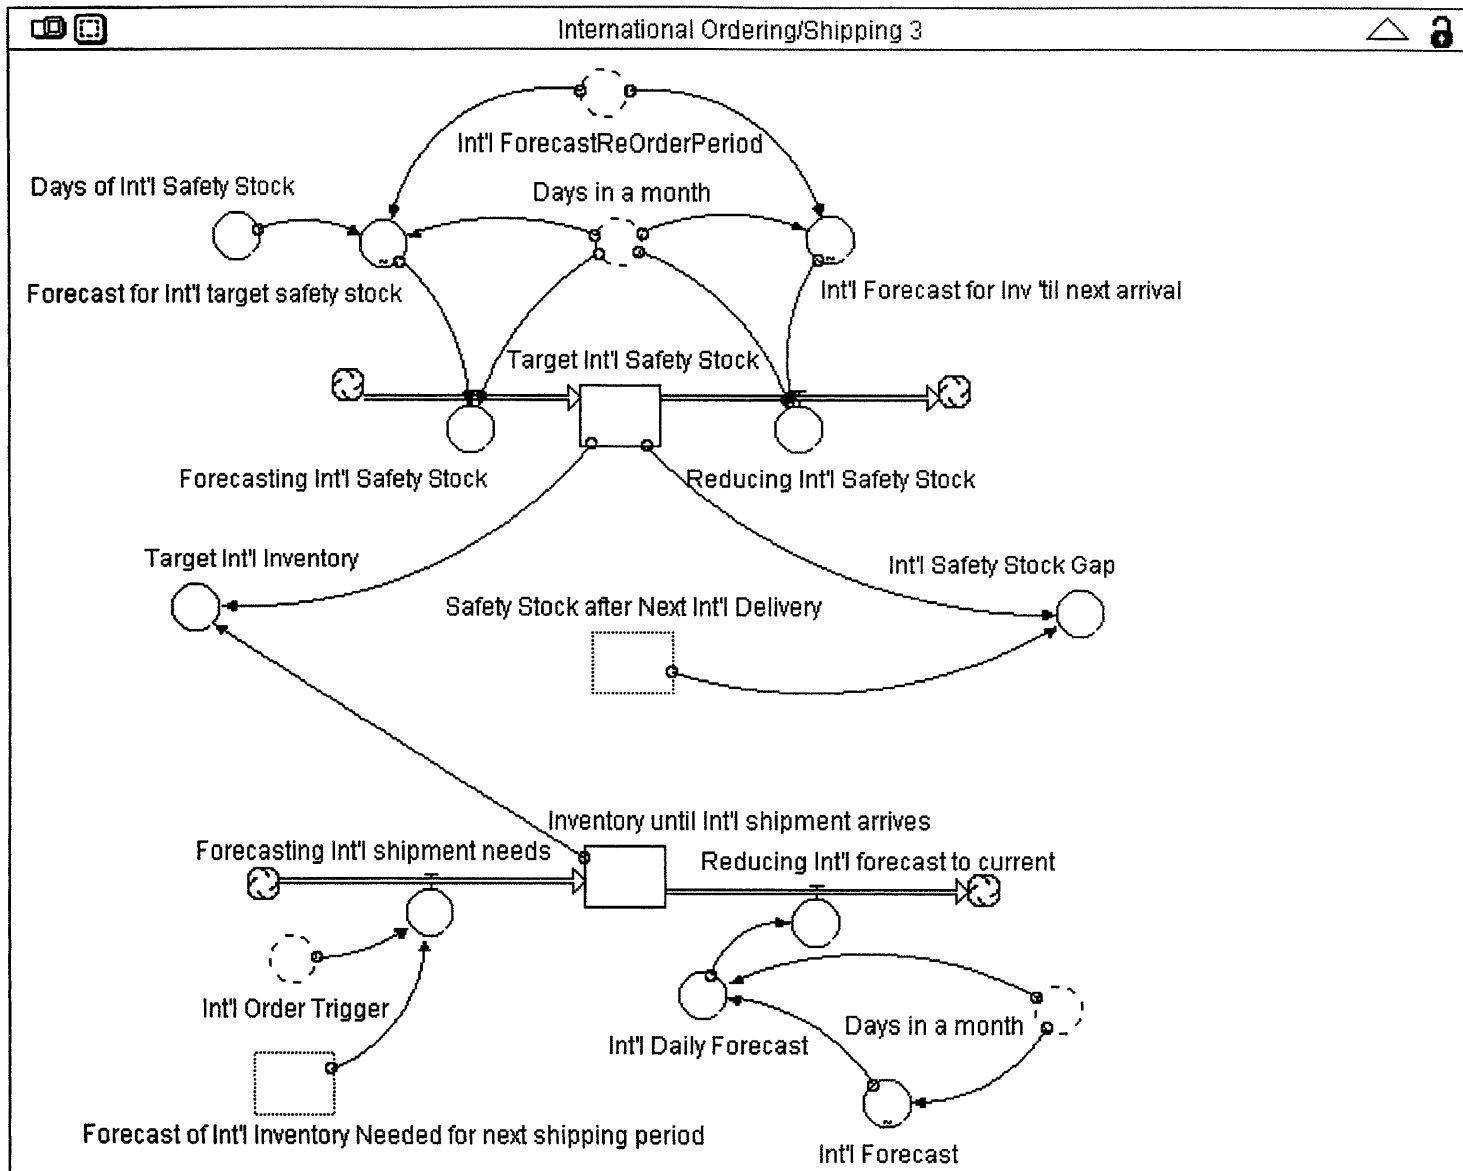 International Ordering/Shipping 3
Int'l ForecastReOrderPeriod
Days of Int'l Safety Stock
Days in a month
Forecast for Int'l target safety stock
Int'l Forecast for Inv 'til next arrival
Target Int'l Safety Stock
Forecasting Int'l Safety Stock
Reducing Int'l Safety Stock
Target Int'l Inventory
Int'l Safety Stock Gap
Safety Stock after Next Int'l Delivery
Inventory until Int'l shipment arrives
Forecasting Int'l shipment needs
Reducing Int'l forecast to current
Int'l Order Trigger
Days in a month
Int'l Daily Forecast
Forecast of Int'l Inventory Needed for next shipping period
Int'l Forecast